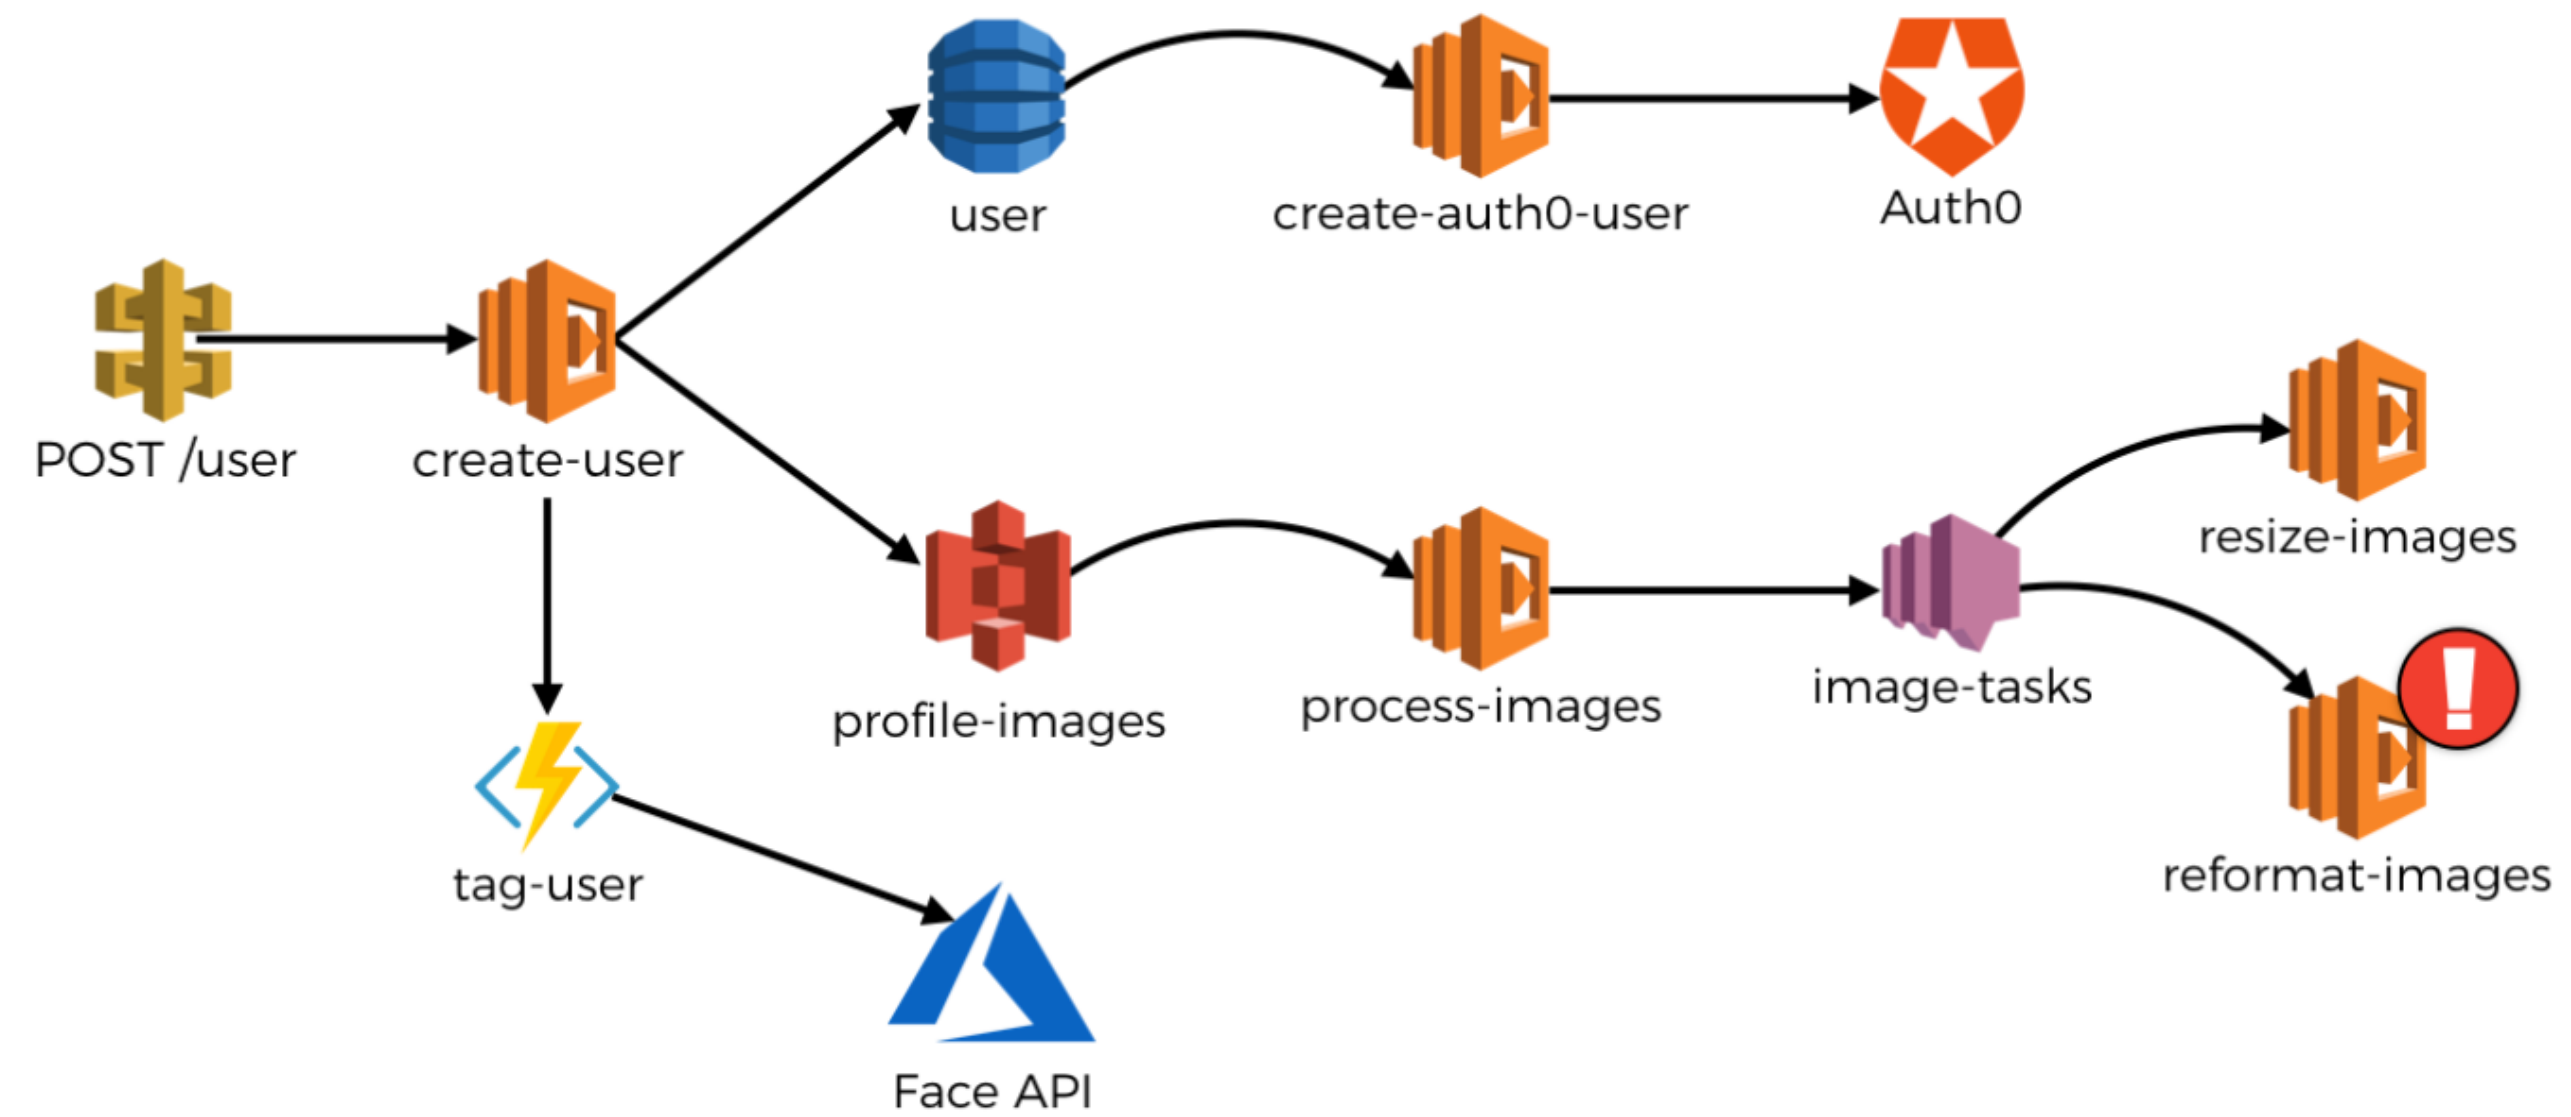 user
create-auth0-user
Auth0
POST /user
create-user
resize-images
profile-images
process-images
image-tasks
!
reformat-images
tag-user
Face API